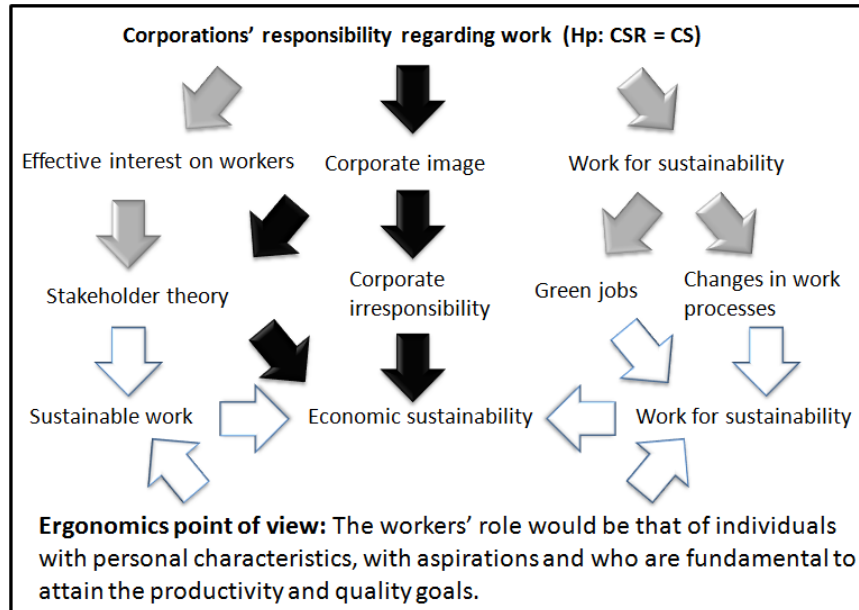 Corporations' responsibility regarding work (Hp: CSR = CS)
Effective interest on workers
Corporate image
Work for sustainability
Stakeholder theory
Corporate
irresponsibility
Green jobs
Changes in work
processes
Sustainable work
Economic sustainability
Work for sustainability
Ergonomics point of view: The workers' role would be that of individuals
with personal characteristics, with aspirations and who are fundamental to
attain the productivity and quality goals.